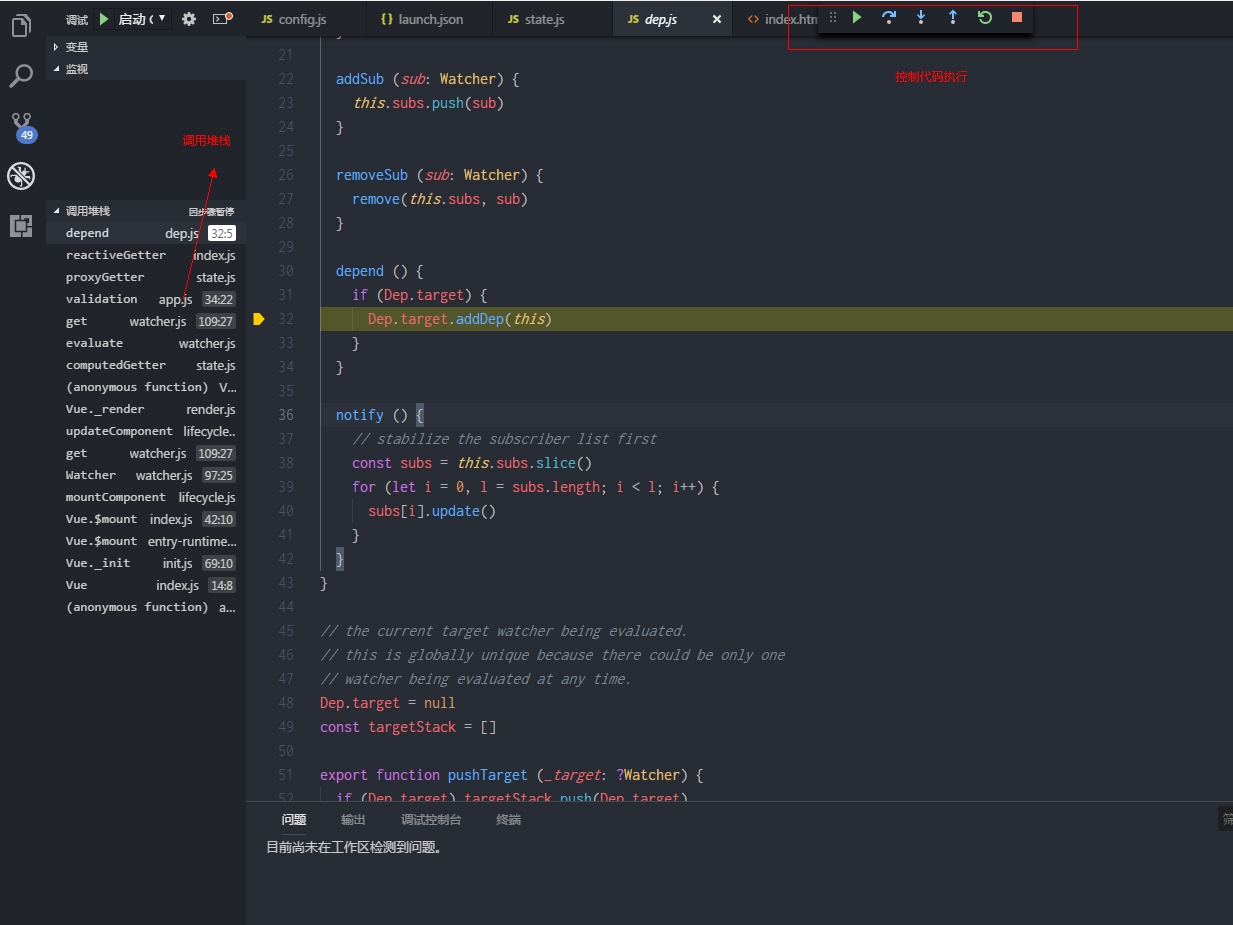 调试 启动 (
config.js
launch.json
state.js
dep.js
index.htm
变量
监视
49
调用堆栈
控制代码执行
调用堆栈 因步骤暂停
depend dep.js 32:5
reactiveGetter index.js
proxyGetter state.js
validation app.js 34:22
get watcher.js 109:27
evaluate watcher.js
computedGetter state.js
(anonymous function) V...
Vue._render render.js
updateComponent lifecycle..
get watcher.js 109:27
Watcher watcher.js 97:25
mountComponent lifecycle.js
Vue.$mount index.js 42:10
Vue.$mount entry-runtime...
Vue._init init.js 69:10
Vue index.js 14:8
(anonymous function) a...
21
22 addSub (sub: Watcher) {
23 this.subs.push(sub)
24 }
25
26 removeSub (sub: Watcher) {
27 remove(this.subs, sub)
28 }
29
30 depend () {
31 if (Dep.target) {
32 Dep.target.addDep(this)
33 }
34 }
35
36 notify () {
37 // stabilize the subscriber list first
38 const subs = this.subs.slice()
39 for (let i = 0, l = subs.length; i < l; i++) {
40 subs[i].update()
41 }
42 }
43 }
44
45 // the current target watcher being evaluated.
46 // this is globally unique because there could be only one
47 // watcher being evaluated at any time.
48 Dep.target = null
49 const targetStack = []
50
51 export function pushTarget (_target: ?Watcher) {
52 if (Dep.target) targetStack.push(Dep.target)
问题 输出 调试控制台 终端
筛
目前尚未在工作区检测到问题。